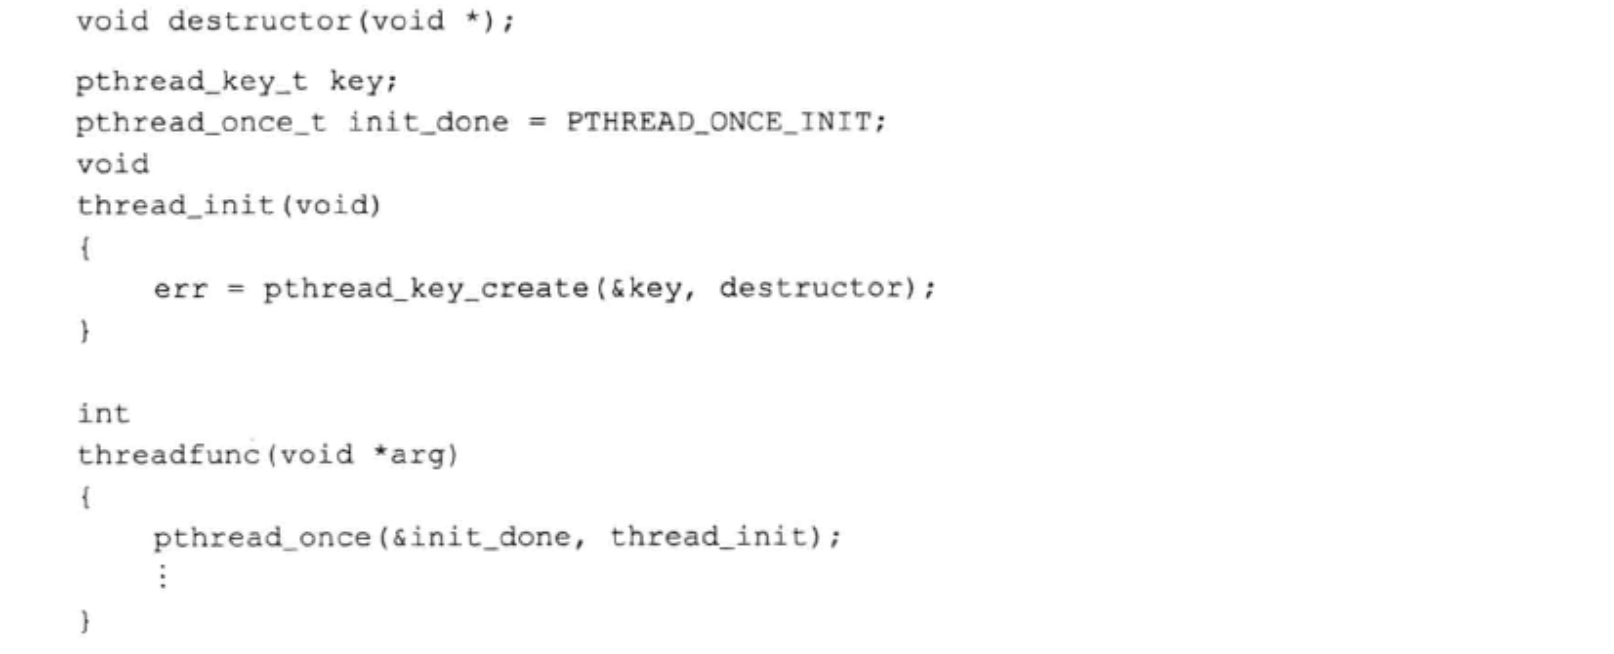 void destructor(void *);
pthread_key_t key;
pthread_once_t init_done = PTHREAD_ONCE_INIT;
void
thread_init(void)
{
    err = pthread_key_create(&key, destructor);
}
int
threadfunc(void *arg)
{
    pthread_once(&init_done, thread_init);
    ⋮
}